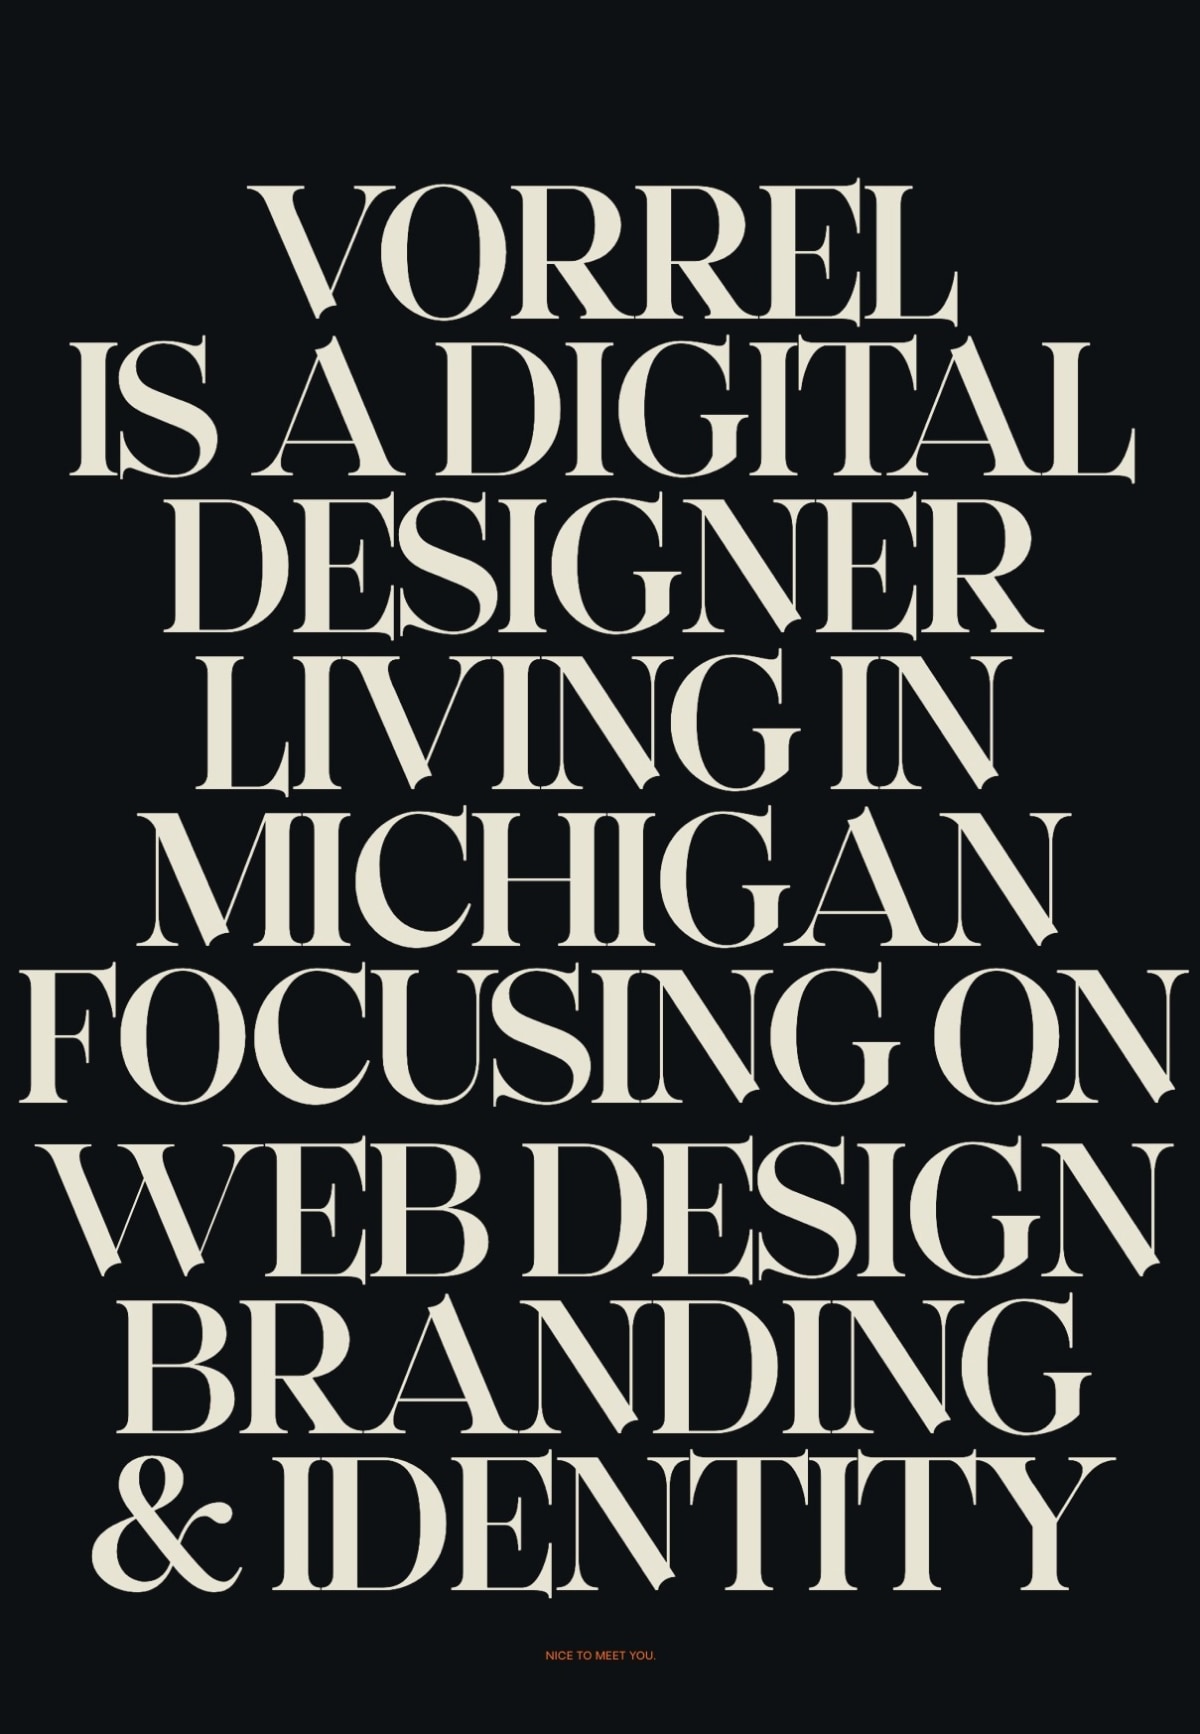 VORREL
IS A DIGITAL
DESIGNER
LIVING IN
MICHIGAN
FOCUSING ON
WEB DESIGN
BRANDING
& IDENTITY
NICE TO MEET YOU.